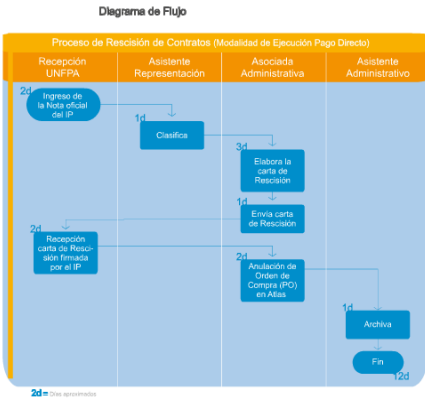 Diagrama de Flujo
Proceso de Rescisión de Contratos (Modalidad de Ejecución Pago Directo)
Recepción
UNFPA
Asistente
Representación
Asociada
Administrativa
Asistente
Administrativo
2d
Ingreso de
la Nota oficial
del IP
1d
Clasifica
3d
Elabora la
carta de
Rescisión
1d
Envía carta
de Rescisión
2d
Recepción
carta de Resci-
sión firmada
por el IP
2d
Anulación de
Orden de
Compra (PO)
en Atlas
1d
Archiva
Fin
12d
2d= Días aproximados